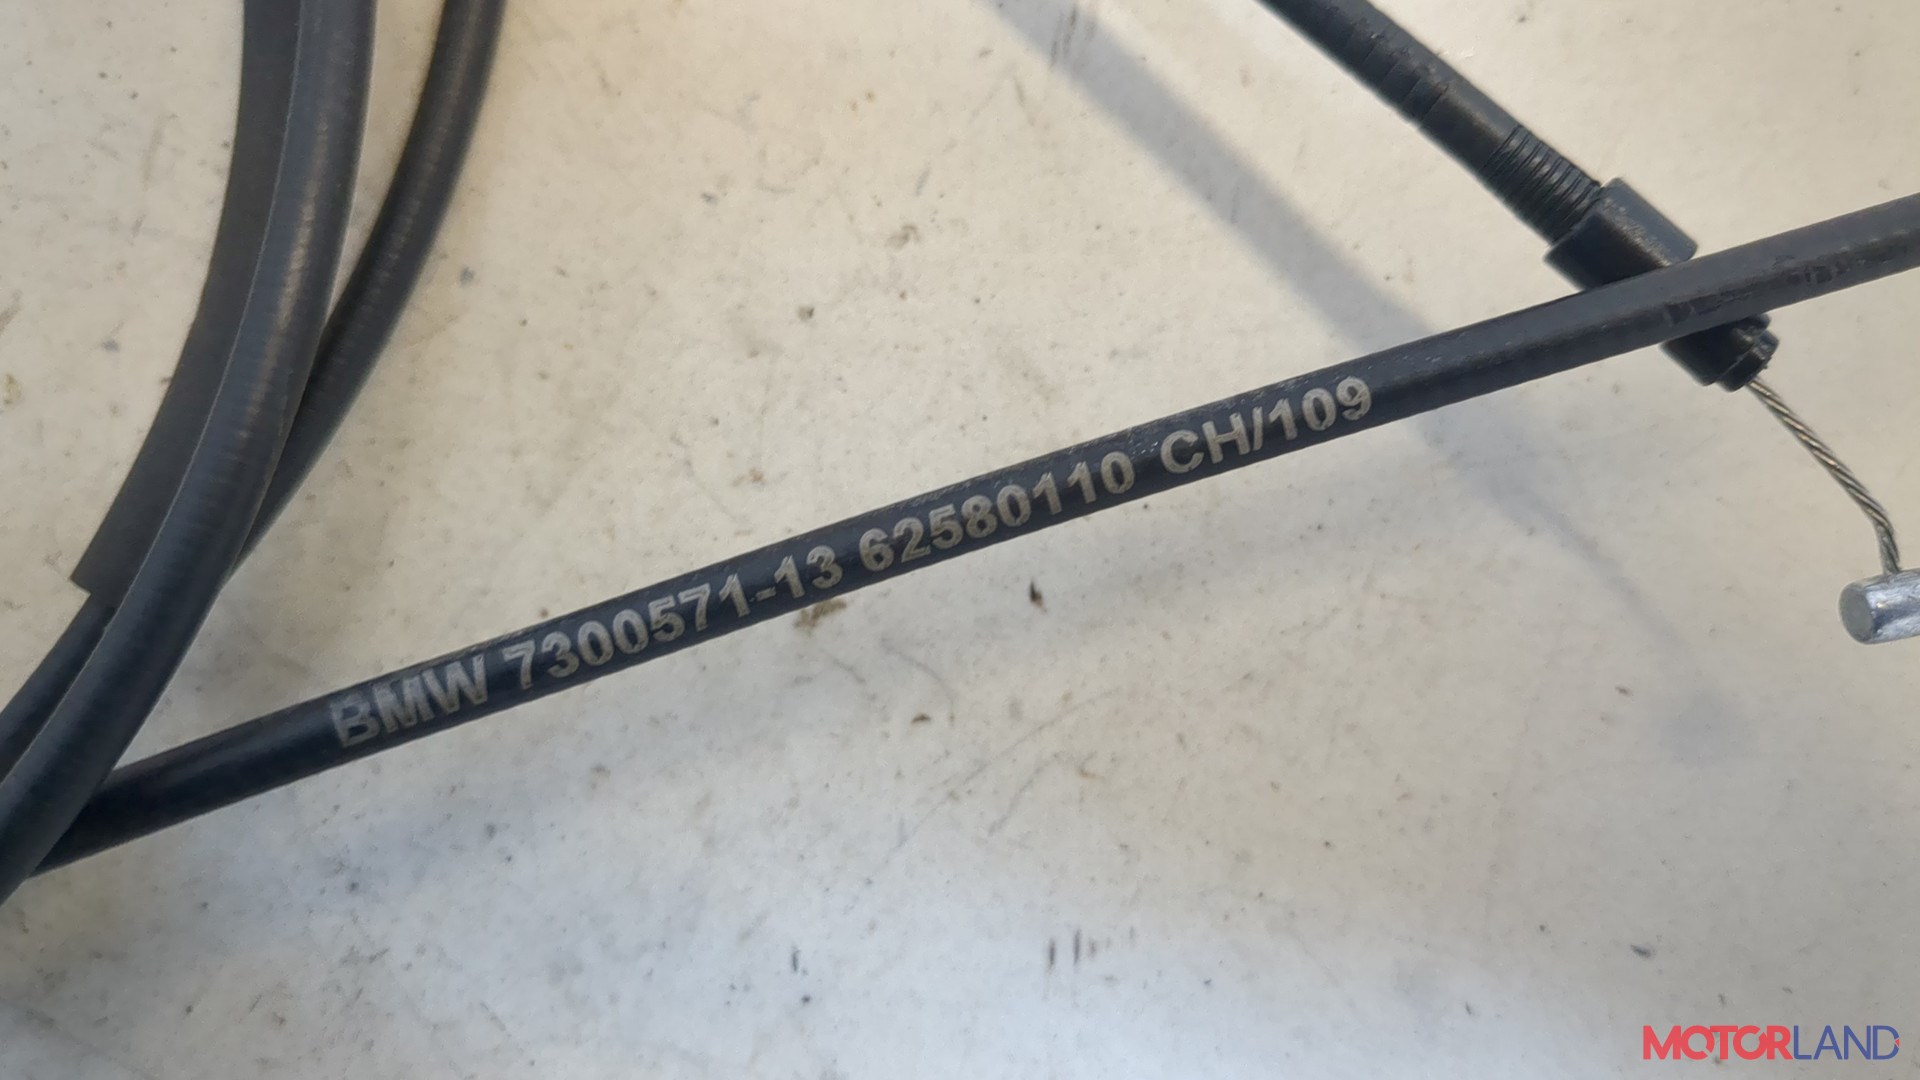 BMW 7300571-13 62580110 CH/109
MOTORLAND